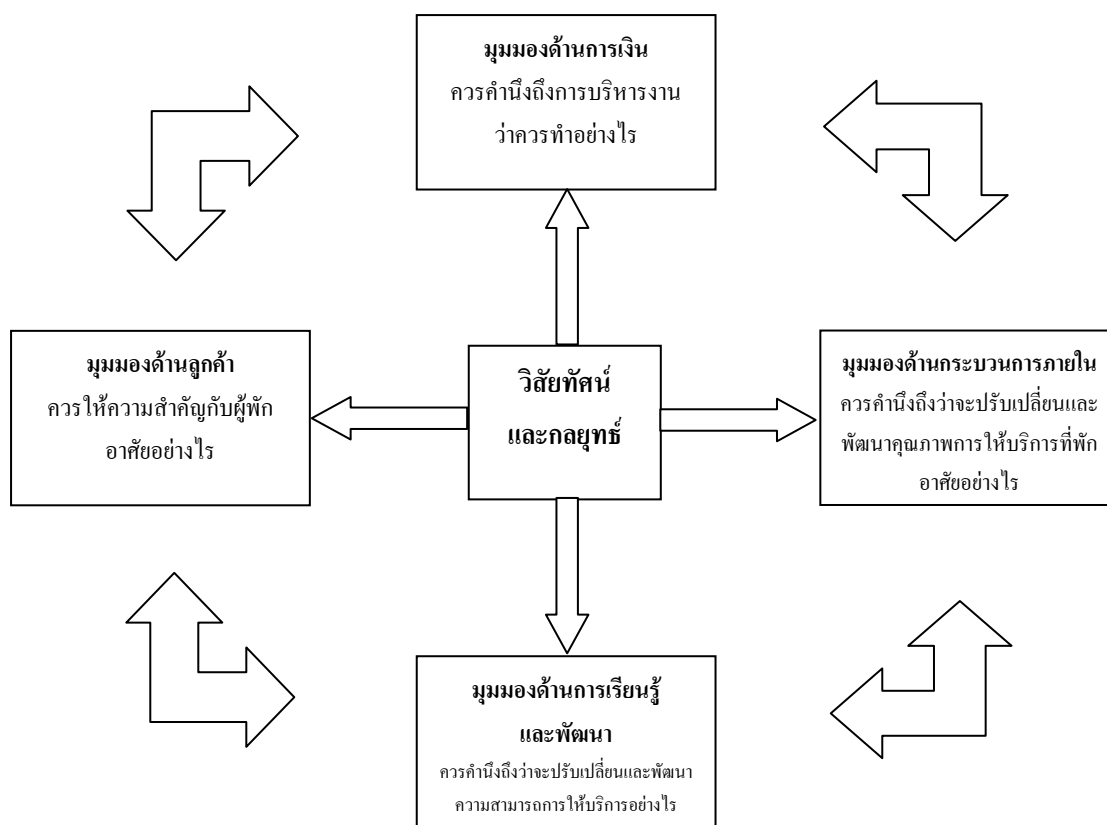 มุมมองด้านการเงิน
ควรคำนึงถึงการบริหารงาน
ว่าควรทำอย่างไร
มุมมองด้านลูกค้า
ควรให้ความสำคัญกับผู้พัก
อาศัยอย่างไร
วิสัยทัศน์
และกลยุทธ์
มุมมองด้านกระบวนการภายใน
ควรคำนึงถึงว่าจะปรับเปลี่ยนและ
พัฒนาคุณภาพการให้บริการที่พัก
อาศัยอย่างไร
มุมมองด้านการเรียนรู้
และพัฒนา
ควรคำนึงถึงว่าจะปรับเปลี่ยนและพัฒนา
ความสามารถการให้บริการอย่างไร